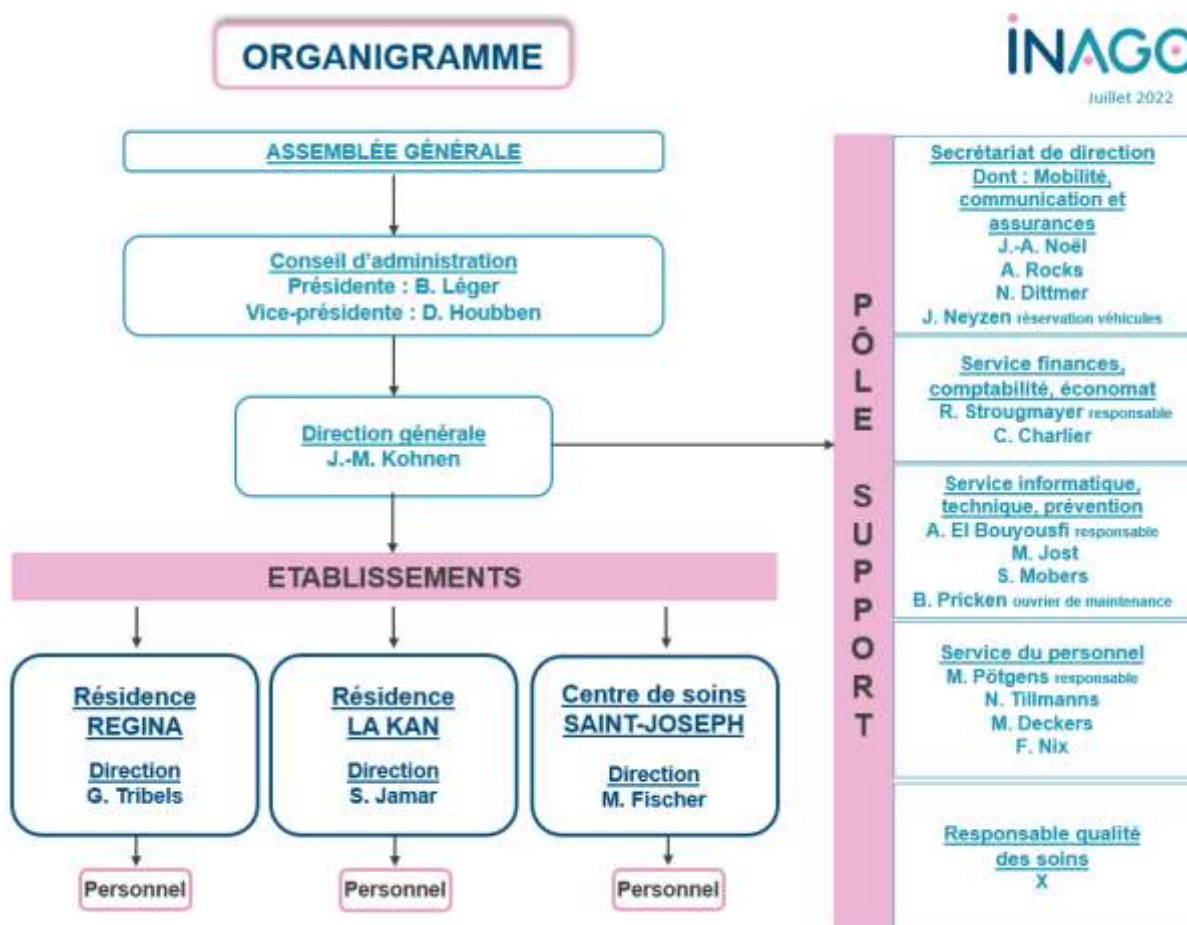 ORGANIGRAMME
INAGO
Juillet 2022
ASSEMBLÉE GÉNÉRALE
Conseil d'administration
Présidente : B. Léger
Vice-présidente : D. Houbben
Direction générale
J.-M. Kohnen
ETABLISSEMENTS
Résidence
REGINA
Direction
G. Tribels
Personnel
Résidence
LA KAN
Direction
S. Jamar
Personnel
Centre de soins
SAINT-JOSEPH
Direction
M. Fischer
Personnel
PÔLE SUPPORT
Secrétariat de direction
Dont : Mobilité,
communication et
assurances
J.-A. Noël
A. Rocks
N. Dittmer
J. Neyzen réservation véhicules
Service finances,
comptabilité, économat
R. Strougmayer responsable
C. Charlier
Service informatique,
technique, prévention
A. El Bouyousfi responsable
M. Jost
S. Mobers
B. Pricken ouvrier de maintenance
Service du personnel
M. Pötgens responsable
N. Tillmanns
M. Deckers
F. Nix
Responsable qualité
des soins
X